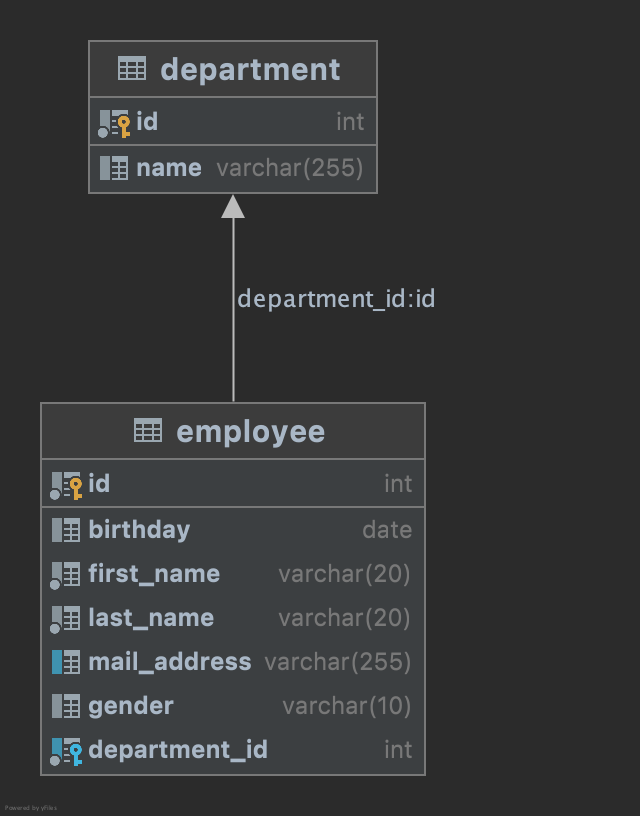 department
id int
name varchar(255)
department_id:id
employee
id int
birthday date
first_name varchar(20)
last_name varchar(20)
mail_address varchar(255)
gender varchar(10)
department_id int
Powered by yFiles